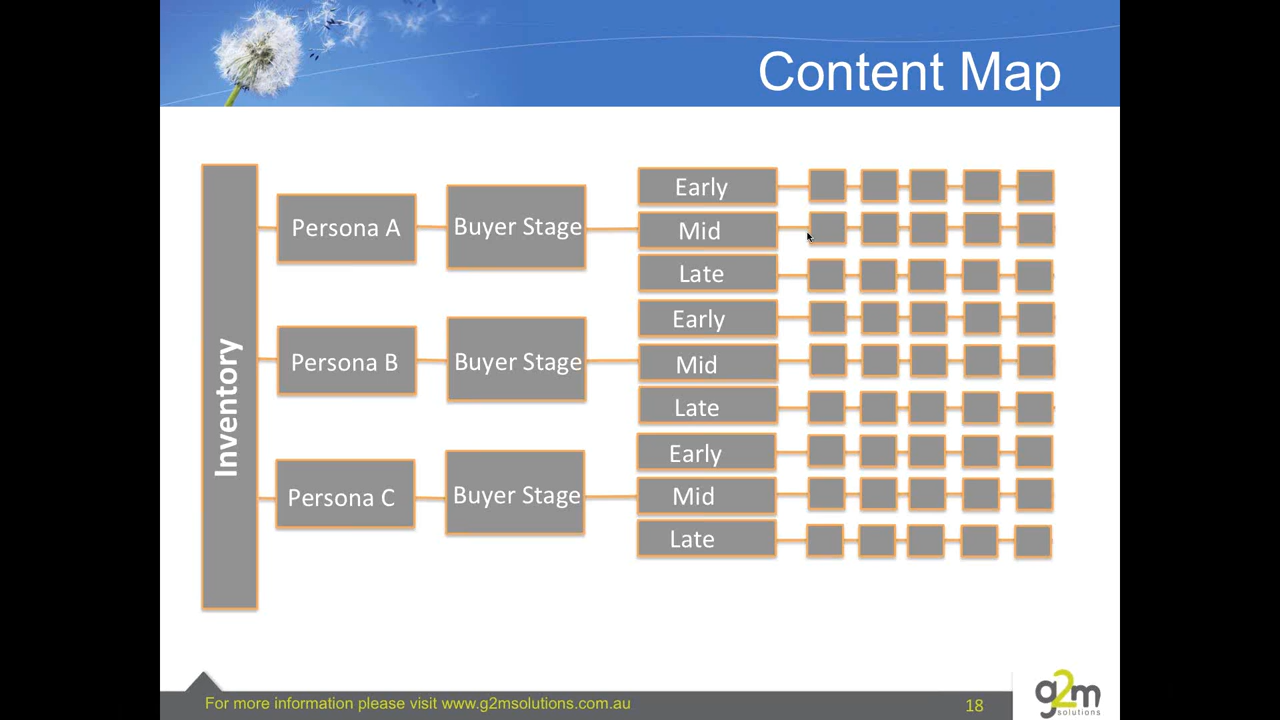 Content Map
Inventory
Persona A
Buyer Stage
Early
Mid
Late
Persona B
Buyer Stage
Early
Mid
Late
Persona C
Buyer Stage
Early
Mid
Late
For more information please visit www.g2msolutions.com.au
18
g2m
solutions